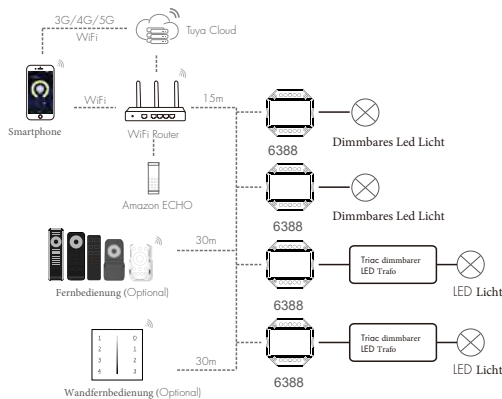 3G/4G/5G
WiFi
Tuya Cloud
WiFi
15m
Smartphone
WiFi Router
6388
Dimmbares Led Licht
Amazon ECHO
6388
Dimmbares Led Licht
30m
Triac dimmbarer
LED Trafo
Fernbedienung (Optional)
6388
LED Licht
1 0
2 1
3 2
4 3
30m
Triac dimmbarer
LED Trafo
Wandfernbedienung (Optional)
6388
LED Licht